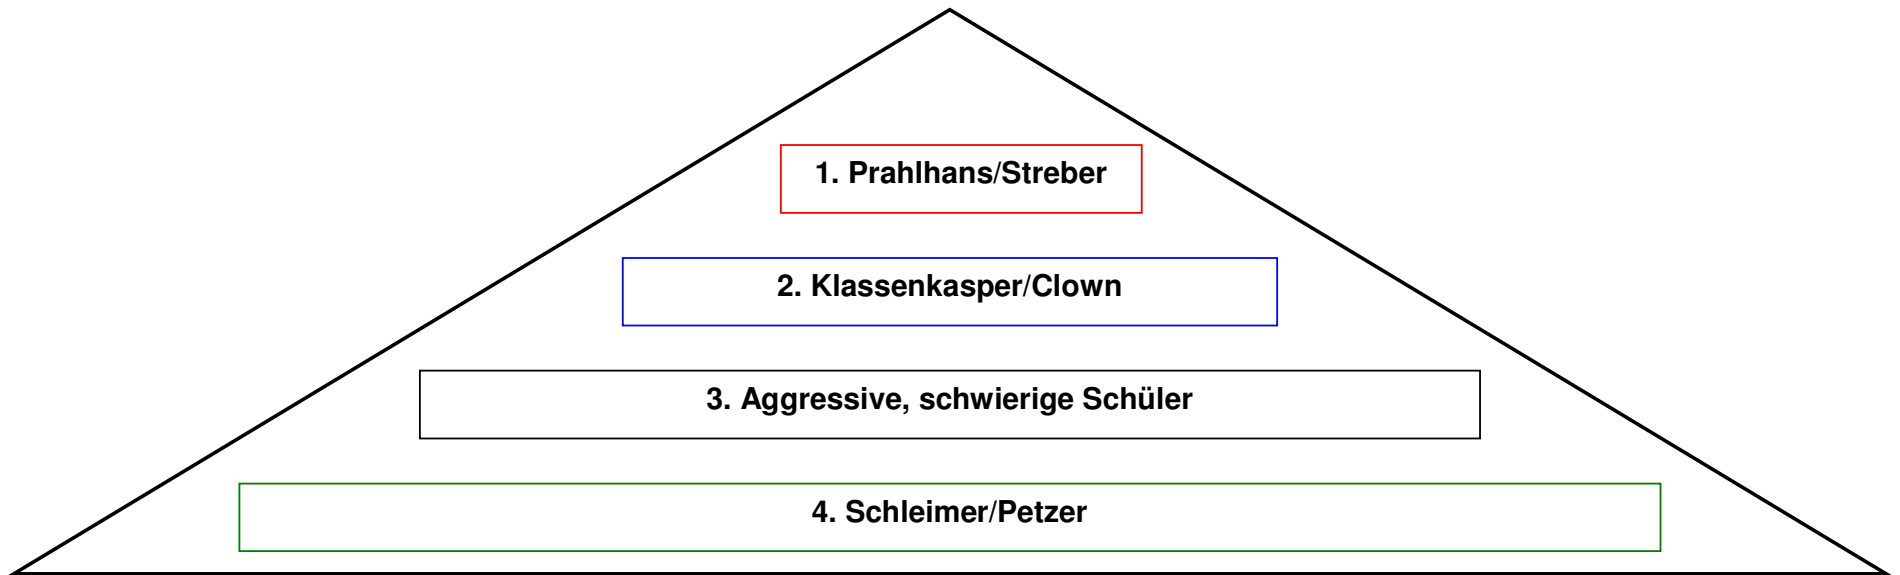 1. Prahlhans/Streber
2. Klassenkasper/Clown
3. Aggressive, schwierige Schüler
4. Schleimer/Petzer